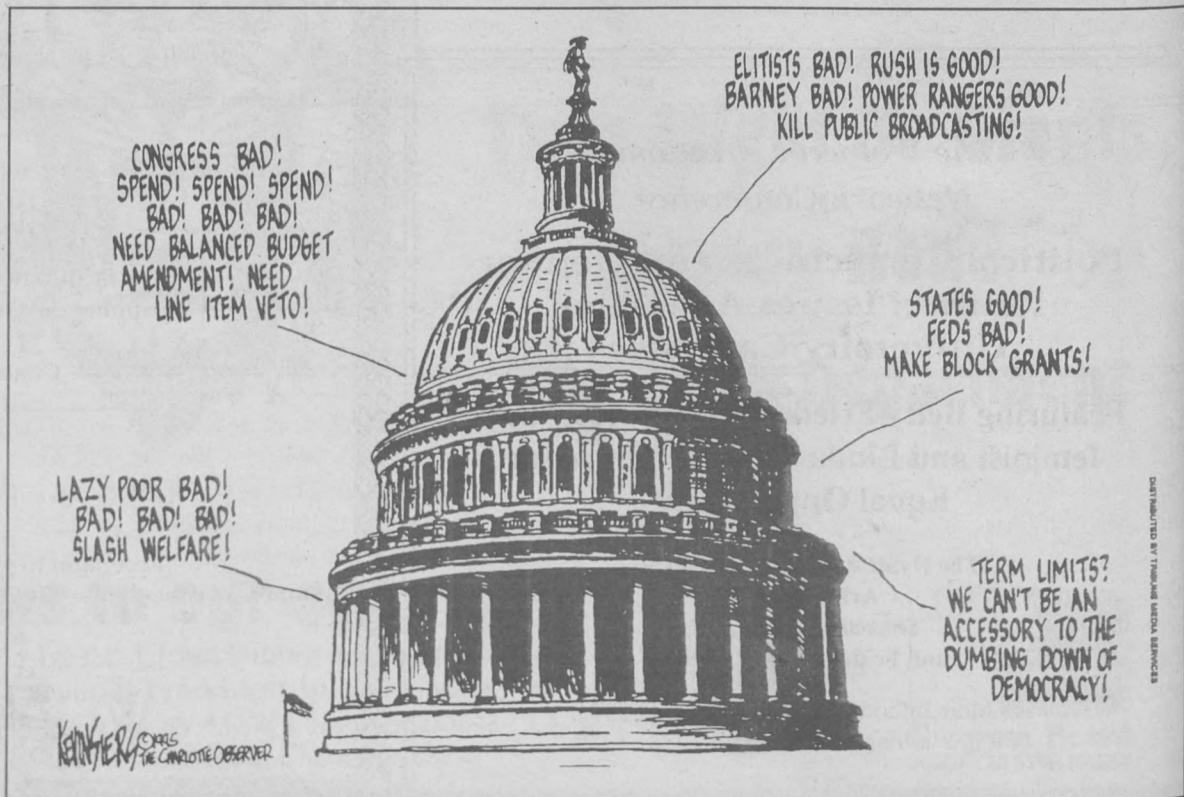 CONGRESS BAD!
SPEND! SPEND! SPEND!
BAD! BAD! BAD!
NEED BALANCED BUDGET
AMENDMENT! NEED
LINE ITEM VETO!
ELITISTS BAD! RUSH IS GOOD!
BARNEY BAD! POWER RANGERS GOOD!
KILL PUBLIC BROADCASTING!
STATES GOOD!
FEDS BAD!
MAKE BLOCK GRANTS!
LAZY POOR BAD!
BAD! BAD! BAD!
SLASH WELFARE!
TERM LIMITS?
WE CAN'T BE AN
ACCESSORY TO THE
DUMBING DOWN OF
DEMOCRACY!
DISTRIBUTED BY TRIBUNE MEDIA SERVICES
©1995
THE CHARLOTTE OBSERVER